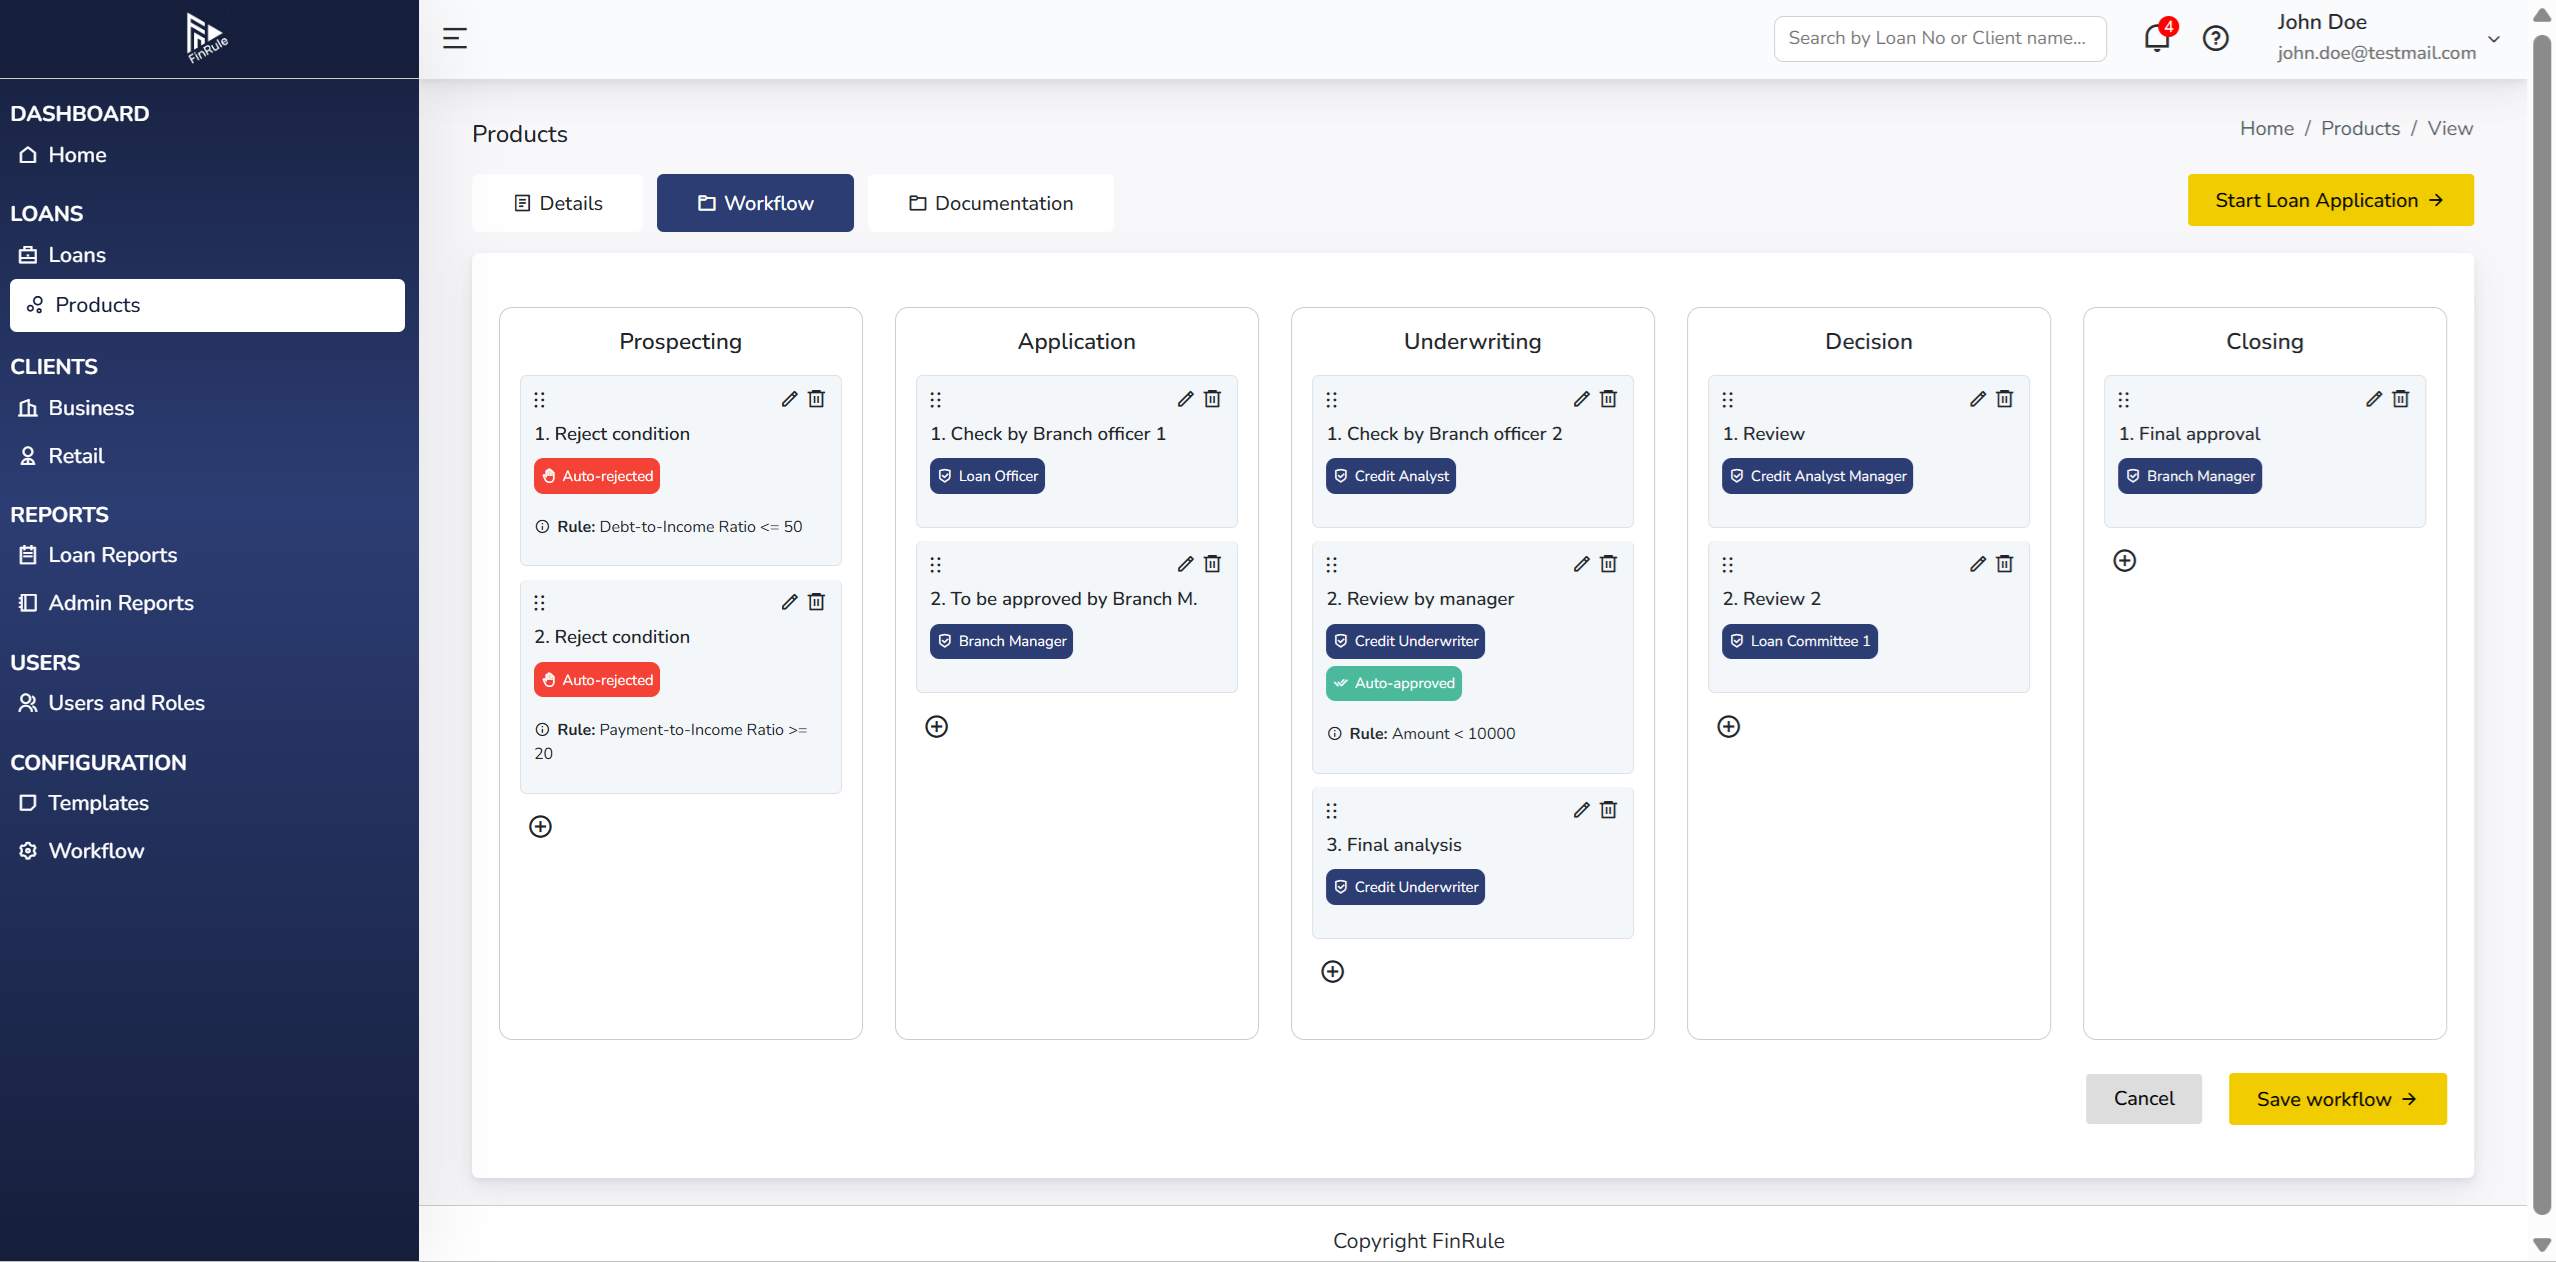 FinRule
Search by Loan No or Client name...
4
John Doe
john.doe@testmail.com
DASHBOARD
Home
LOANS
Loans
Products
CLIENTS
Business
Retail
REPORTS
Loan Reports
Admin Reports
USERS
Users and Roles
CONFIGURATION
Templates
Workflow
Products
Home / Products / View
Details
Workflow
Documentation
Start Loan Application
Prospecting
1. Reject condition
Auto-rejected
Rule: Debt-to-Income Ratio <= 50
2. Reject condition
Auto-rejected
Rule: Payment-to-Income Ratio >=
20
Application
1. Check by Branch officer 1
Loan Officer
2. To be approved by Branch M.
Branch Manager
Underwriting
1. Check by Branch officer 2
Credit Analyst
2. Review by manager
Credit Underwriter
Auto-approved
Rule: Amount < 10000
3. Final analysis
Credit Underwriter
Decision
1. Review
Credit Analyst Manager
2. Review 2
Loan Committee 1
Closing
1. Final approval
Branch Manager
Cancel
Save workflow
Copyright FinRule